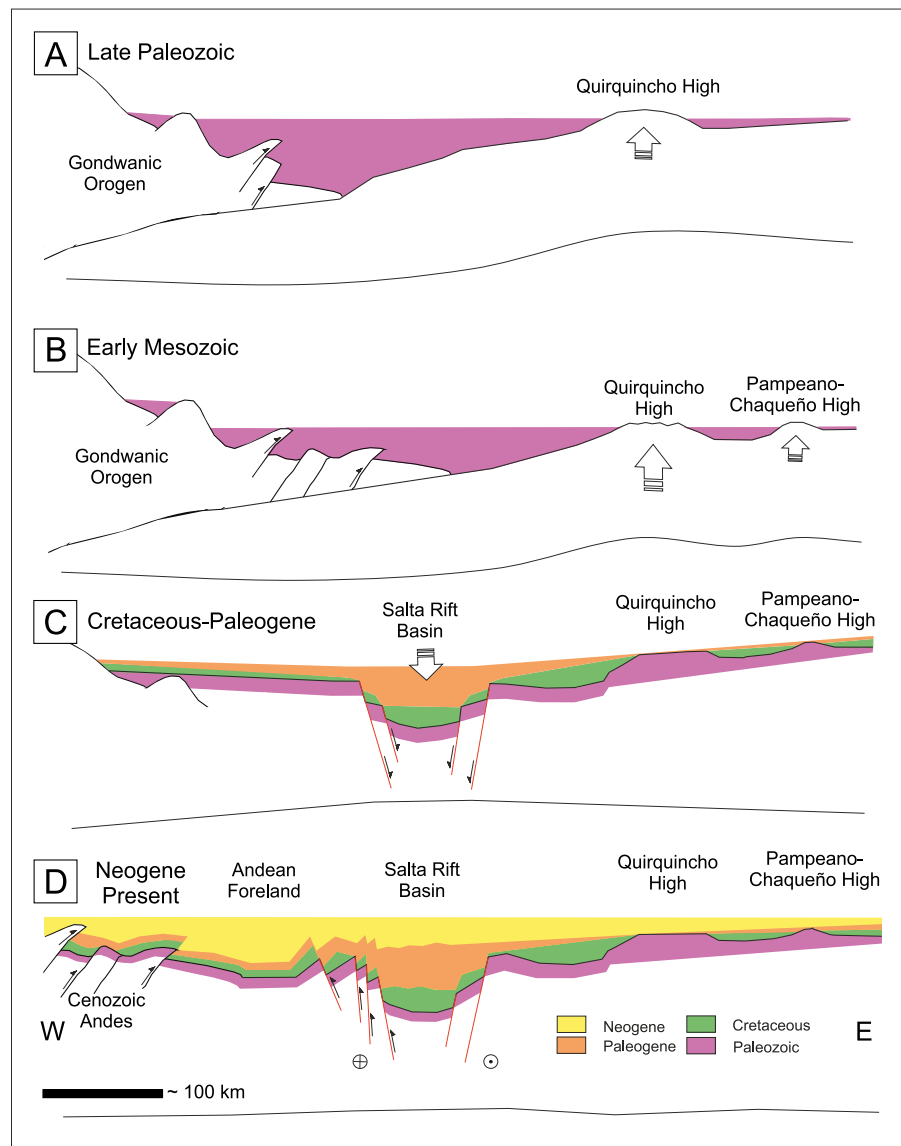 A
Late Paleozoic
Quirquincho High
Gondwanic
Orogen
B
Early Mesozoic
Quirquincho
High
Pampeano-
Chaqueño High
Gondwanic
Orogen
C
Cretaceous-Paleogene
Salta Rift
Basin
Quirquincho
High
Pampeano-
Chaqueño High
D
Neogene
Present
Andean
Foreland
Salta Rift
Basin
Quirquincho
High
Pampeano-
Chaqueño High
Cenozoic
Andes
W
E
Neogene
Paleogene
Cretaceous
Paleozoic
~ 100 km